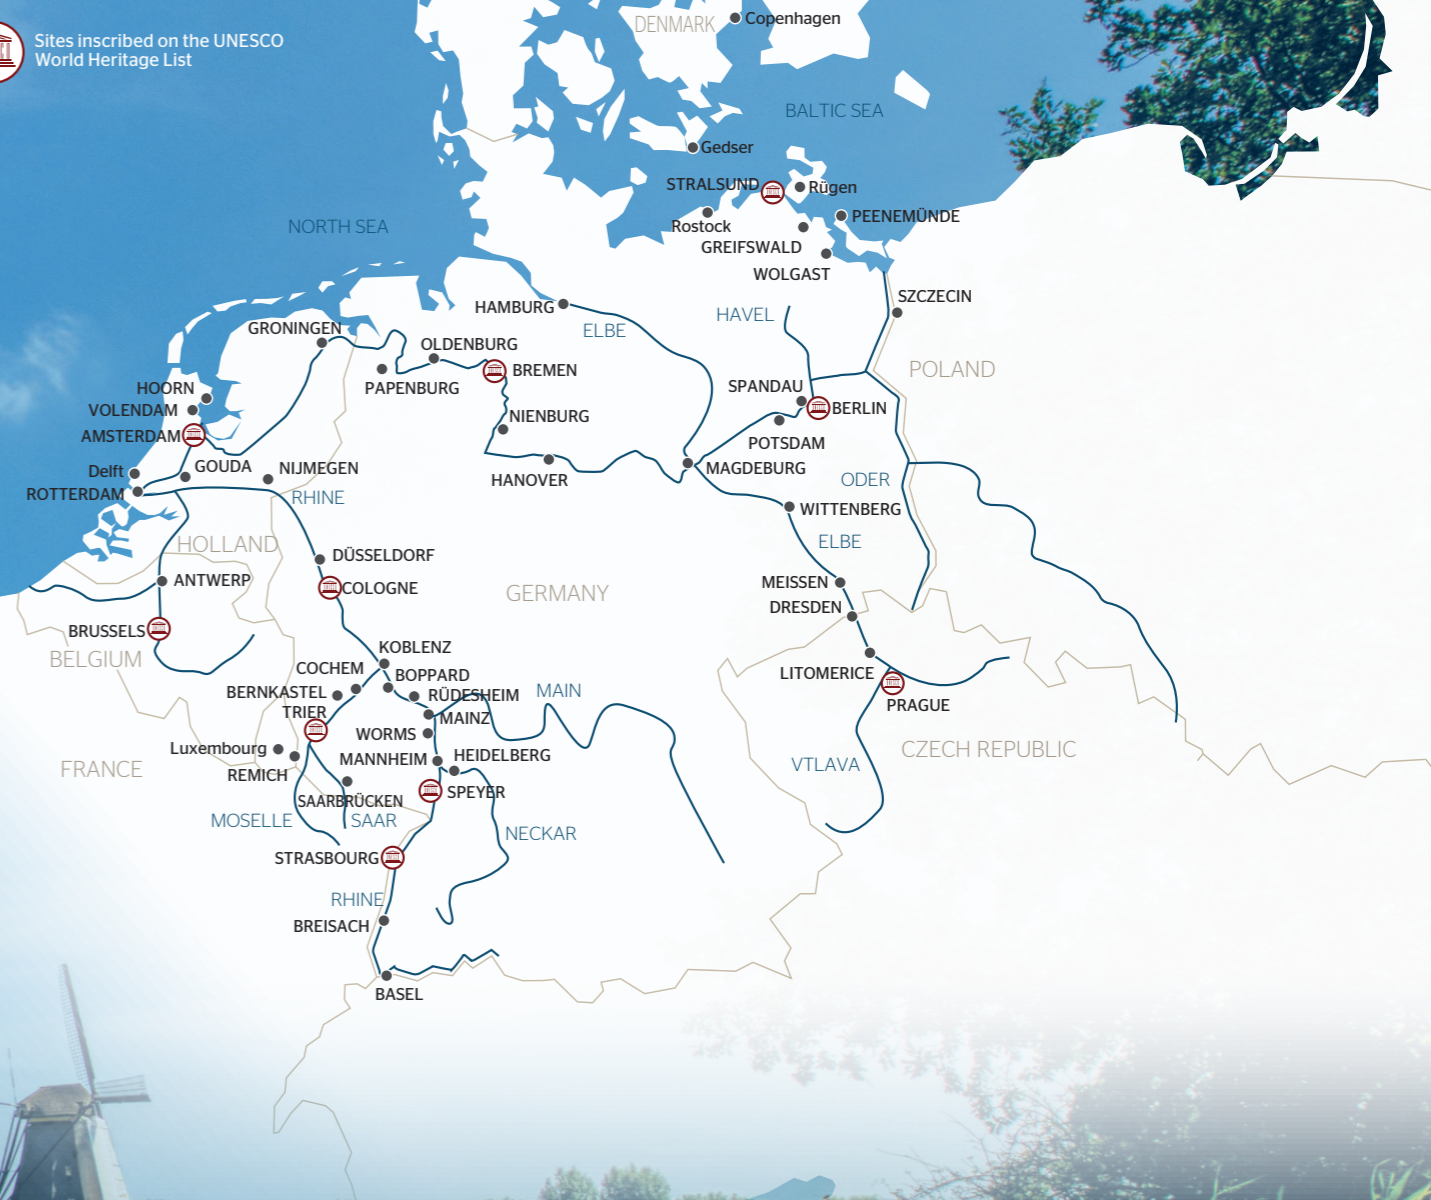 Sites inscribed on the UNESCO
World Heritage List
DENMARK
Copenhagen
BALTIC SEA
Gedser
STRALSUND
Rügen
Rostock
PEENEMÜNDE
NORTH SEA
GREIFSWALD
WOLGAST
SZCZECIN
HAMBURG
ELBE
HAVEL
GRONINGEN
OLDENBURG
BREMEN
POLAND
PAPENBURG
HOORN
SPANDAU
VOLENDAM
BERLIN
NIENBURG
AMSTERDAM
POTSDAM
Delft
GOUDA
NIJMEGEN
HANOVER
MAGDEBURG
ODER
ROTTERDAM
RHINE
WITTENBERG
HOLLAND
ELBE
DÜSSELDORF
ANTWERP
COLOGNE
GERMANY
MEISSEN
DRESDEN
BRUSSELS
BELGIUM
KOBLENZ
COCHEM
BOPPARD
LITOMERICE
BERNKASTEL
RÜDESHEIM
MAIN
PRAGUE
TRIER
MAINZ
WORMS
Luxembourg
MANNHEIM
HEIDELBERG
CZECH REPUBLIC
FRANCE
REMICH
VTLAVA
SAARBRÜCKEN
SPEYER
MOSELLE
SAAR
NECKAR
STRASBOURG
RHINE
BREISACH
BASEL